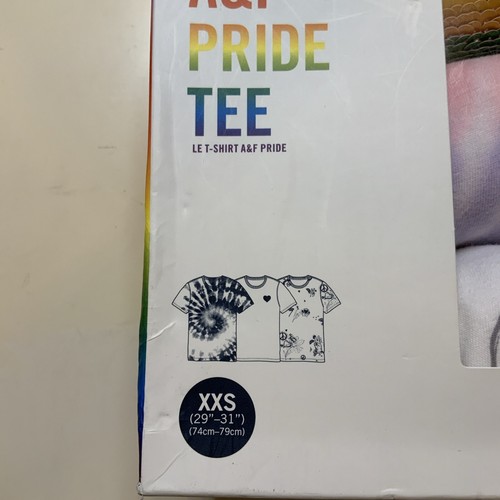 A&F
PRIDE
TEE
LE T-SHIRT A&F PRIDE
XXS
(29"–31")
(74cm–79cm)